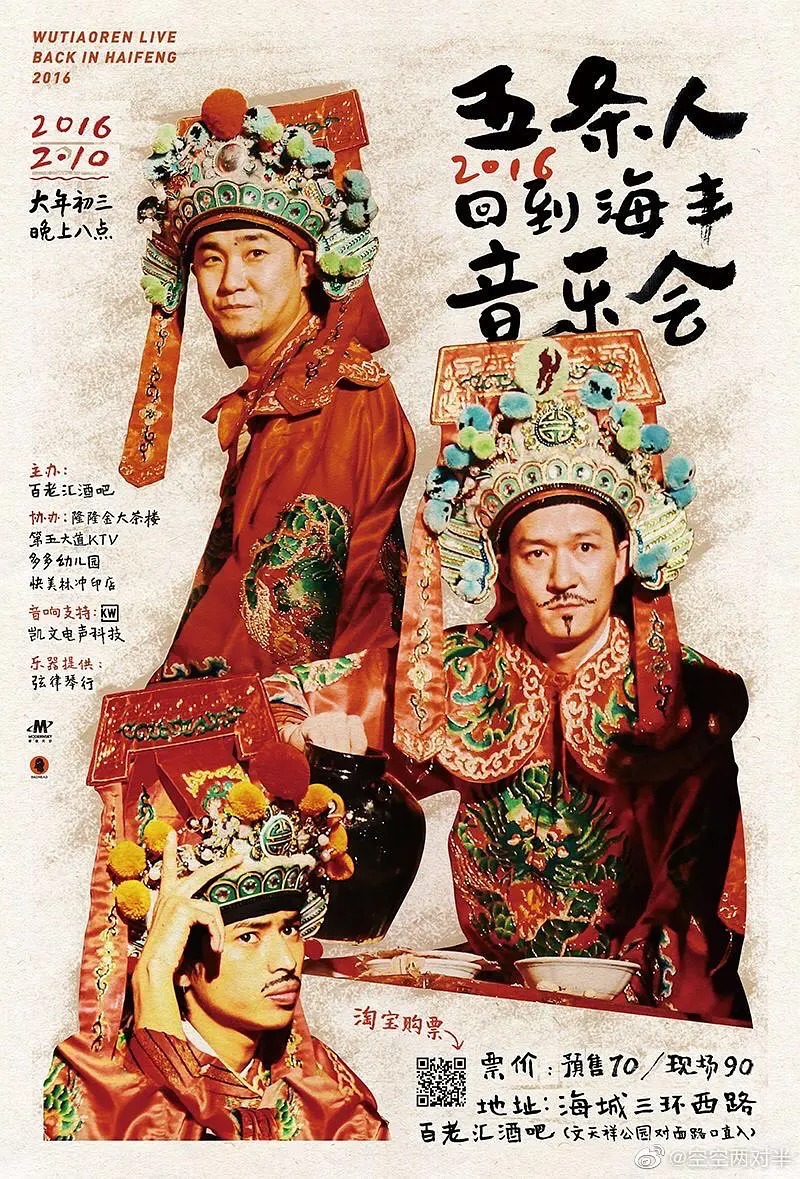 WUTIAOREN LIVE
BACK IN HAIFENG
2016
2016
2·10
大年初三
晚上八点
五条人
2016
回到海丰
音乐会
主办：
百老汇酒吧
协办：隆隆金大茶楼
第五大道KTV
多多幼儿园
快美林冲印店
音响支持：KW
凯文电声科技
乐器提供：
弦律琴行
MODERNSKY
BADHEAD
淘宝购票
票价：预售70/现场90
地址：海城三环西路
百老汇酒吧（文天祥公园对面路口直入）
@空空两对半